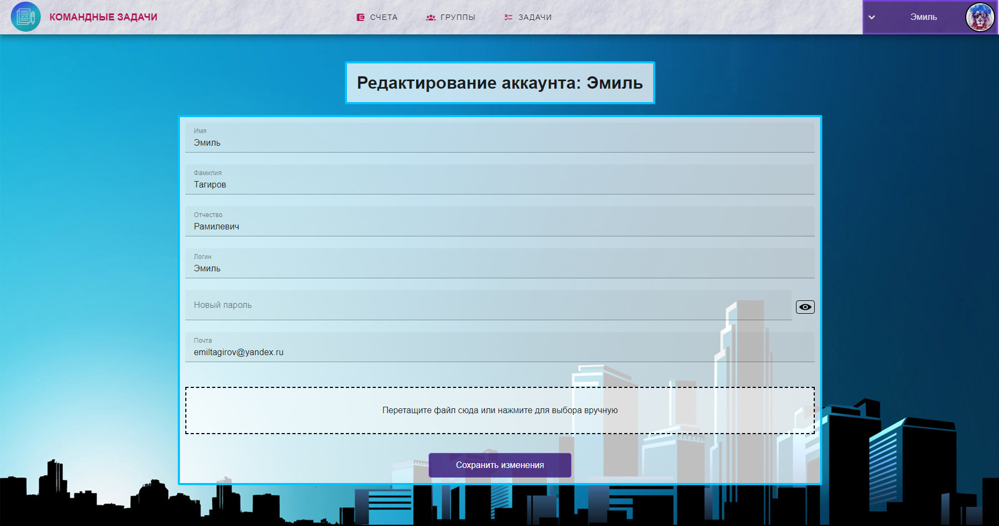 КОМАНДНЫЕ ЗАДАЧИ
СЧЕТА
ГРУППЫ
ЗАДАЧИ
Эмиль
Редактирование аккаунта: Эмиль
Имя
Эмиль
Фамилия
Тагиров
Отчество
Рамилевич
Логин
Эмиль
Новый пароль
Почта
emiltagirov@yandex.ru
Перетащите файл сюда или нажмите для выбора вручную
Сохранить изменения